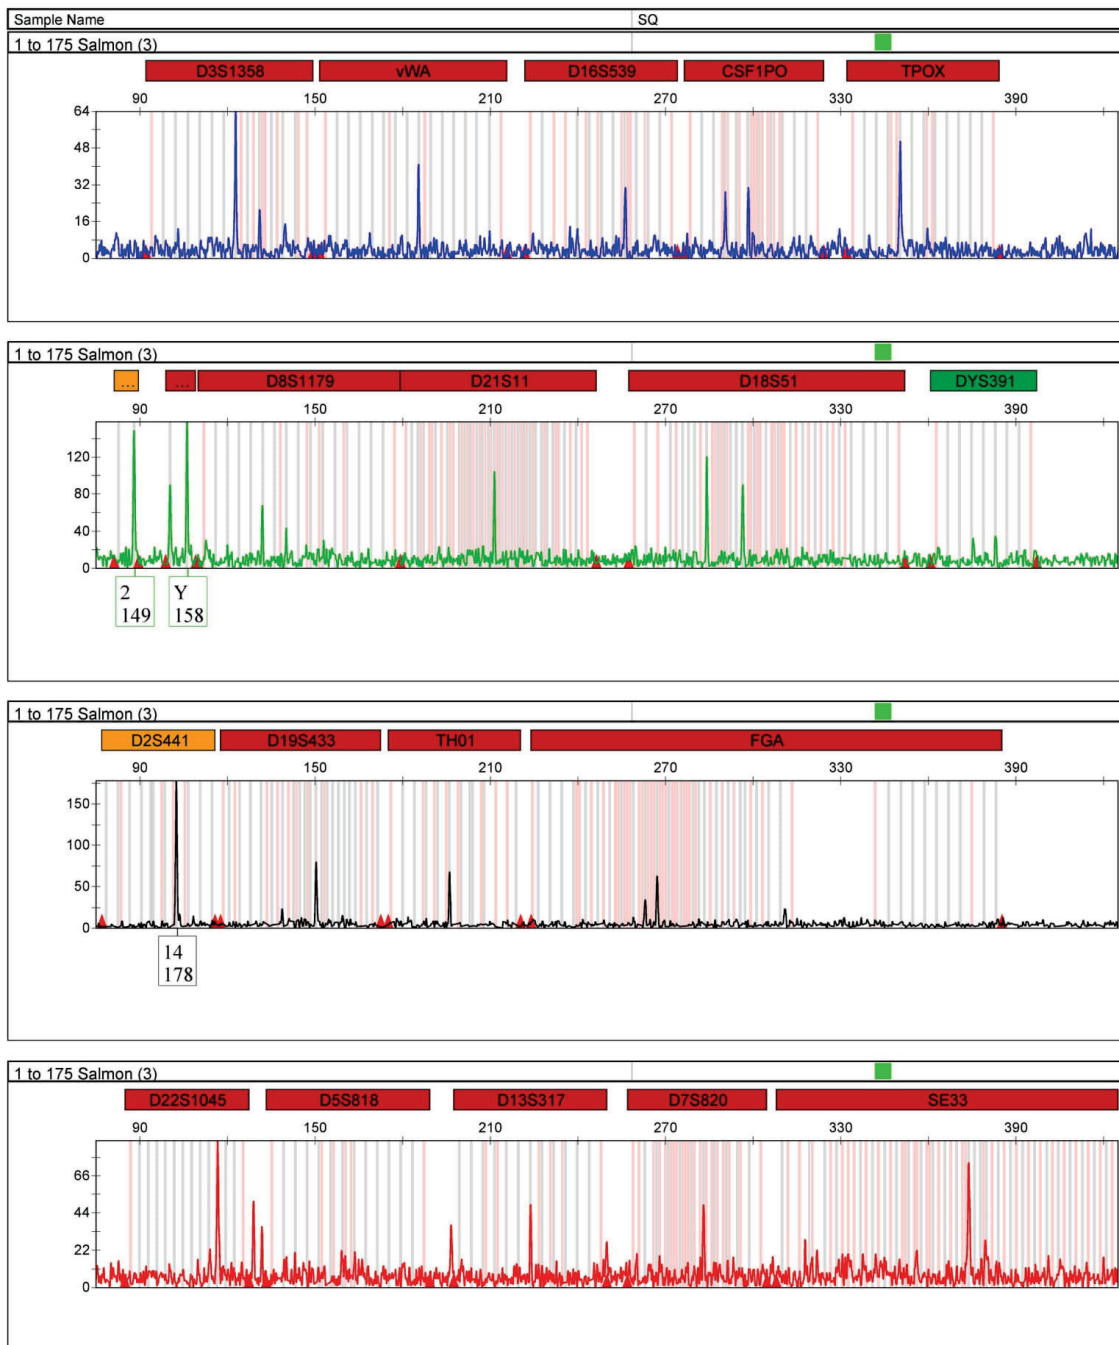 Sample Name SQ
1 to 175 Salmon (3)
D3S1358 vWA D16S539 CSF1PO TPOX
90 150 210 270 330 390
64
48
32
16
0
1 to 175 Salmon (3)
... ... D8S1179 D21S11 D18S51 DYS391
90 150 210 270 330 390
120
80
40
0
2 Y
149 158
1 to 175 Salmon (3)
D2S441 D19S433 TH01 FGA
90 150 210 270 330 390
150
100
50
0
14
178
1 to 175 Salmon (3)
D22S1045 D5S818 D13S317 D7S820 SE33
90 150 210 270 330 390
66
44
22
0